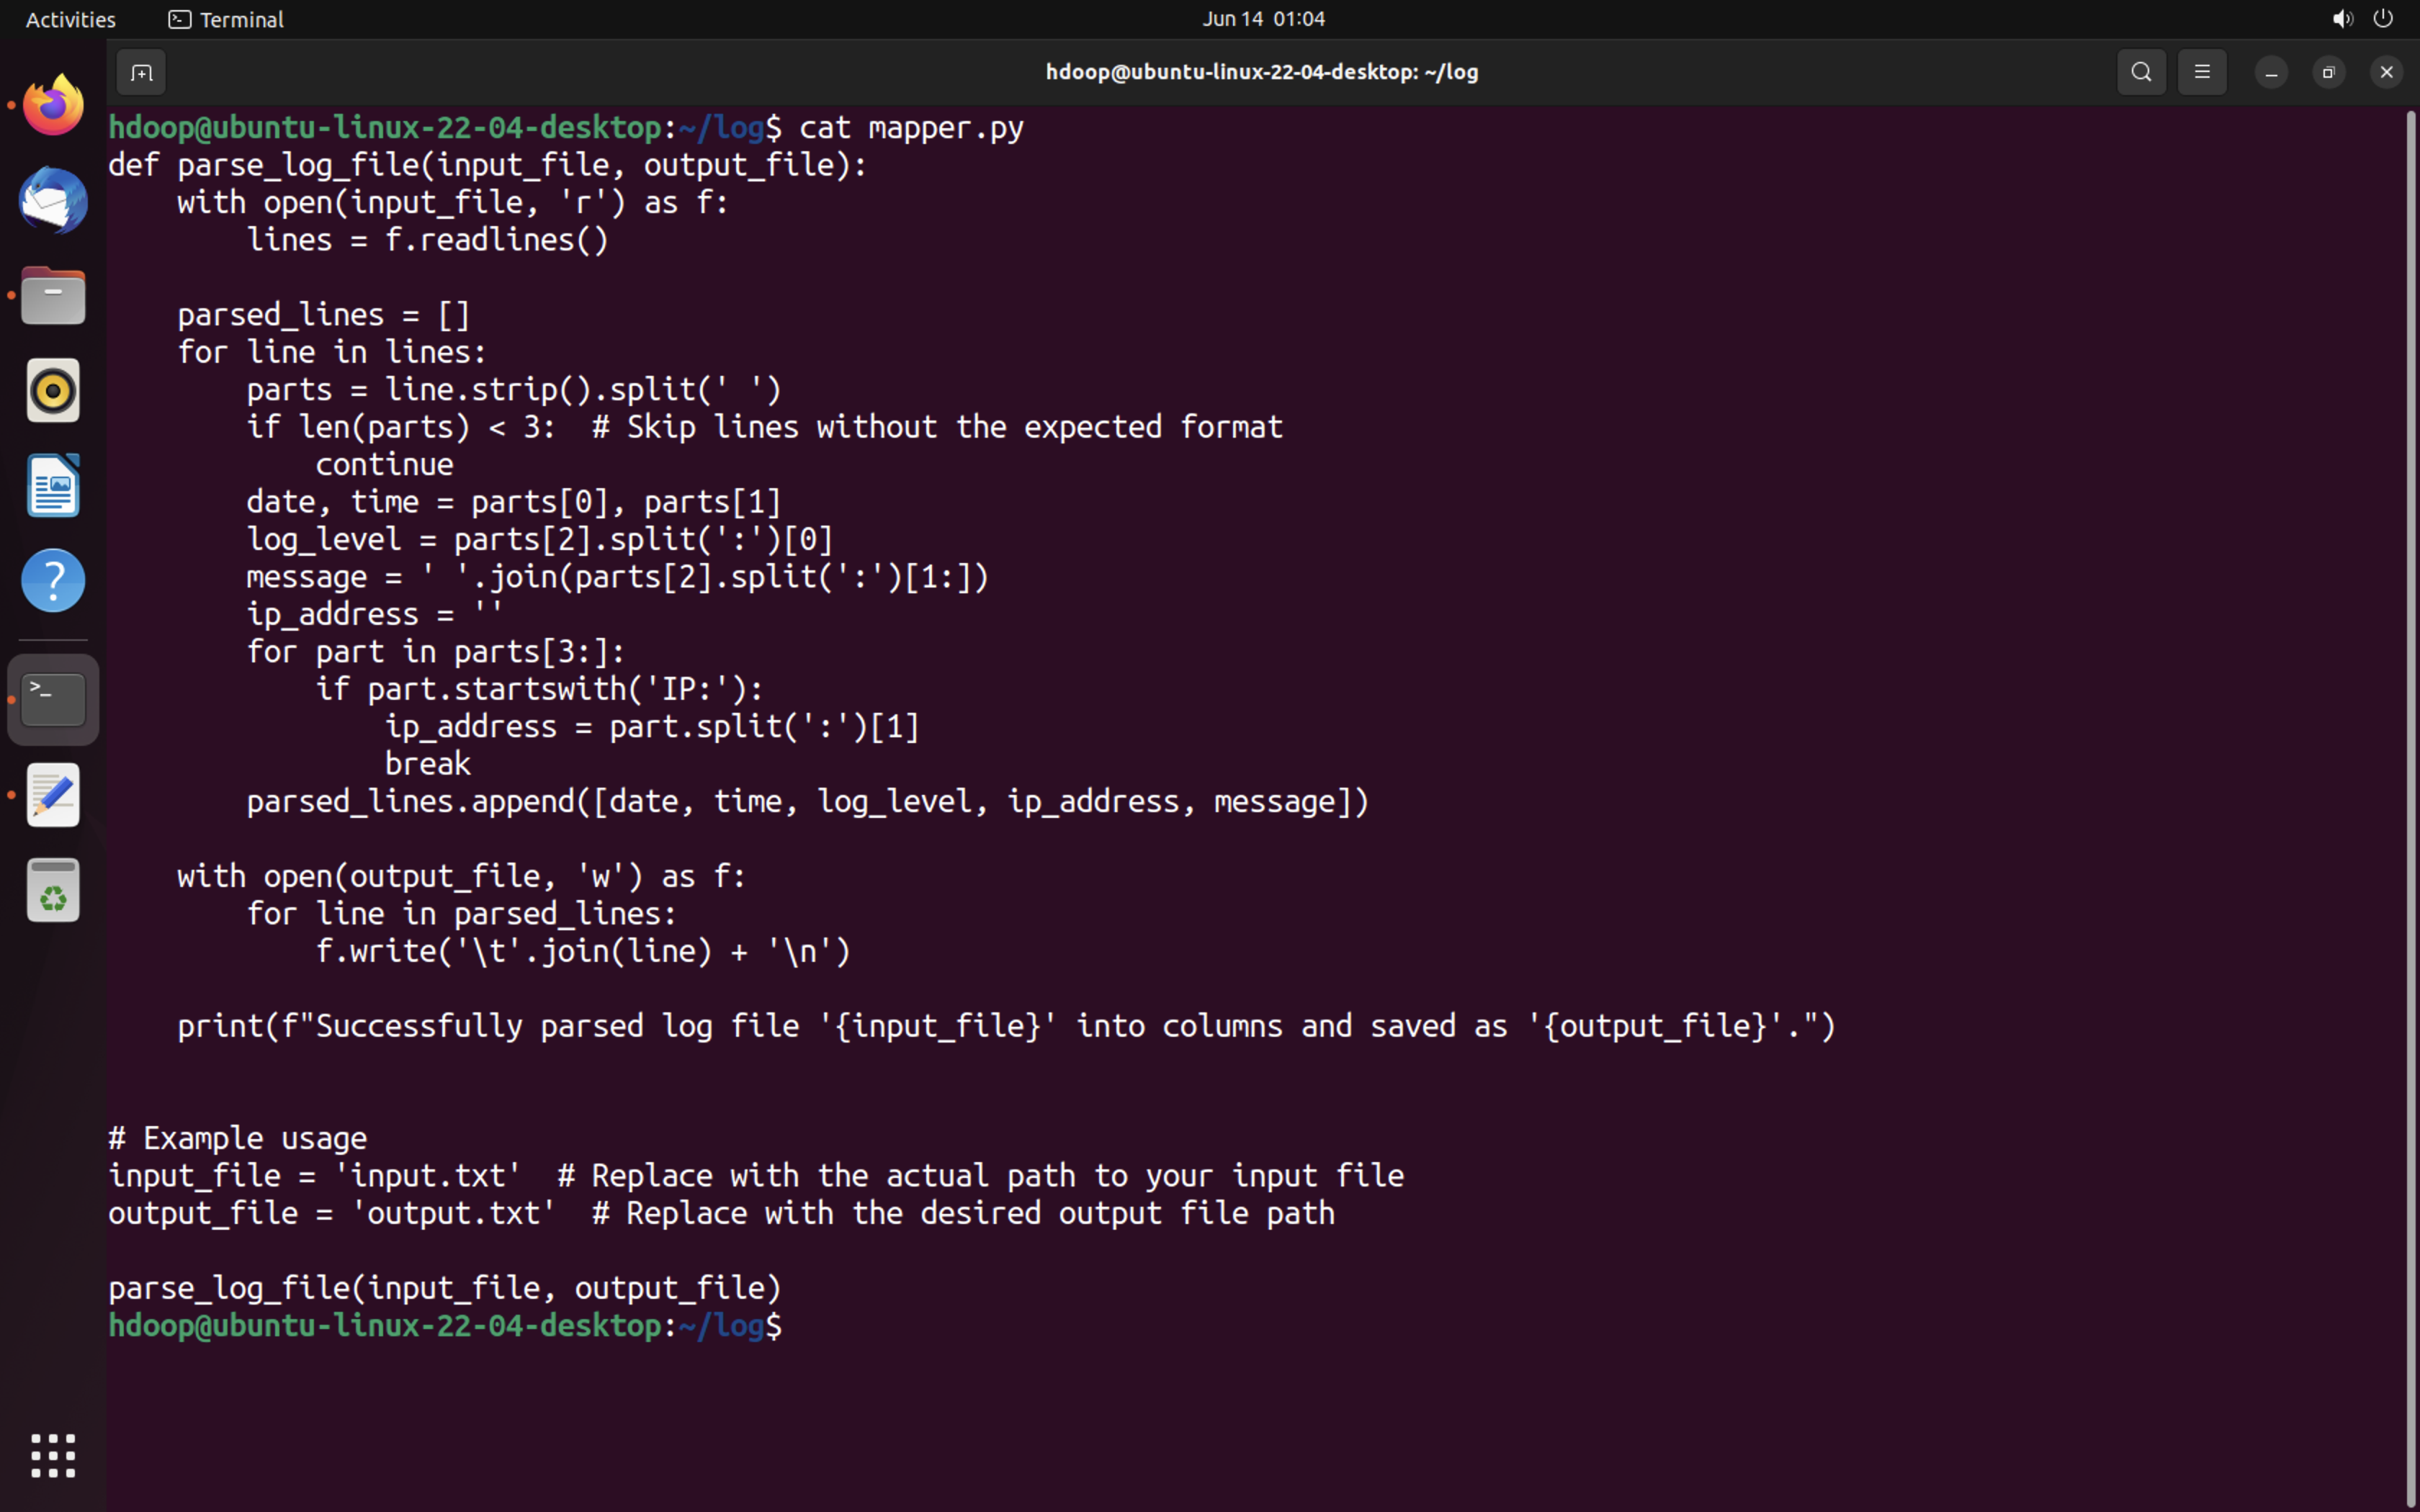 Activities Terminal Jun 14 01:04
hdoop@ubuntu-linux-22-04-desktop: ~/log
hdoop@ubuntu-linux-22-04-desktop:~/log$ cat mapper.py
def parse_log_file(input_file, output_file):
    with open(input_file, 'r') as f:
        lines = f.readlines()

    parsed_lines = []
    for line in lines:
        parts = line.strip().split(' ')
        if len(parts) < 3:  # Skip lines without the expected format
            continue
        date, time = parts[0], parts[1]
        log_level = parts[2].split(':')[0]
        message = ' '.join(parts[2].split(':')[1:])
        ip_address = ''
        for part in parts[3:]:
            if part.startswith('IP:'):
                ip_address = part.split(':')[1]
                break
        parsed_lines.append([date, time, log_level, ip_address, message])

    with open(output_file, 'w') as f:
        for line in parsed_lines:
            f.write('\t'.join(line) + '\n')

    print(f"Successfully parsed log file '{input_file}' into columns and saved as '{output_file}'.")

# Example usage
input_file = 'input.txt'  # Replace with the actual path to your input file
output_file = 'output.txt'  # Replace with the desired output file path

parse_log_file(input_file, output_file)
hdoop@ubuntu-linux-22-04-desktop:~/log$